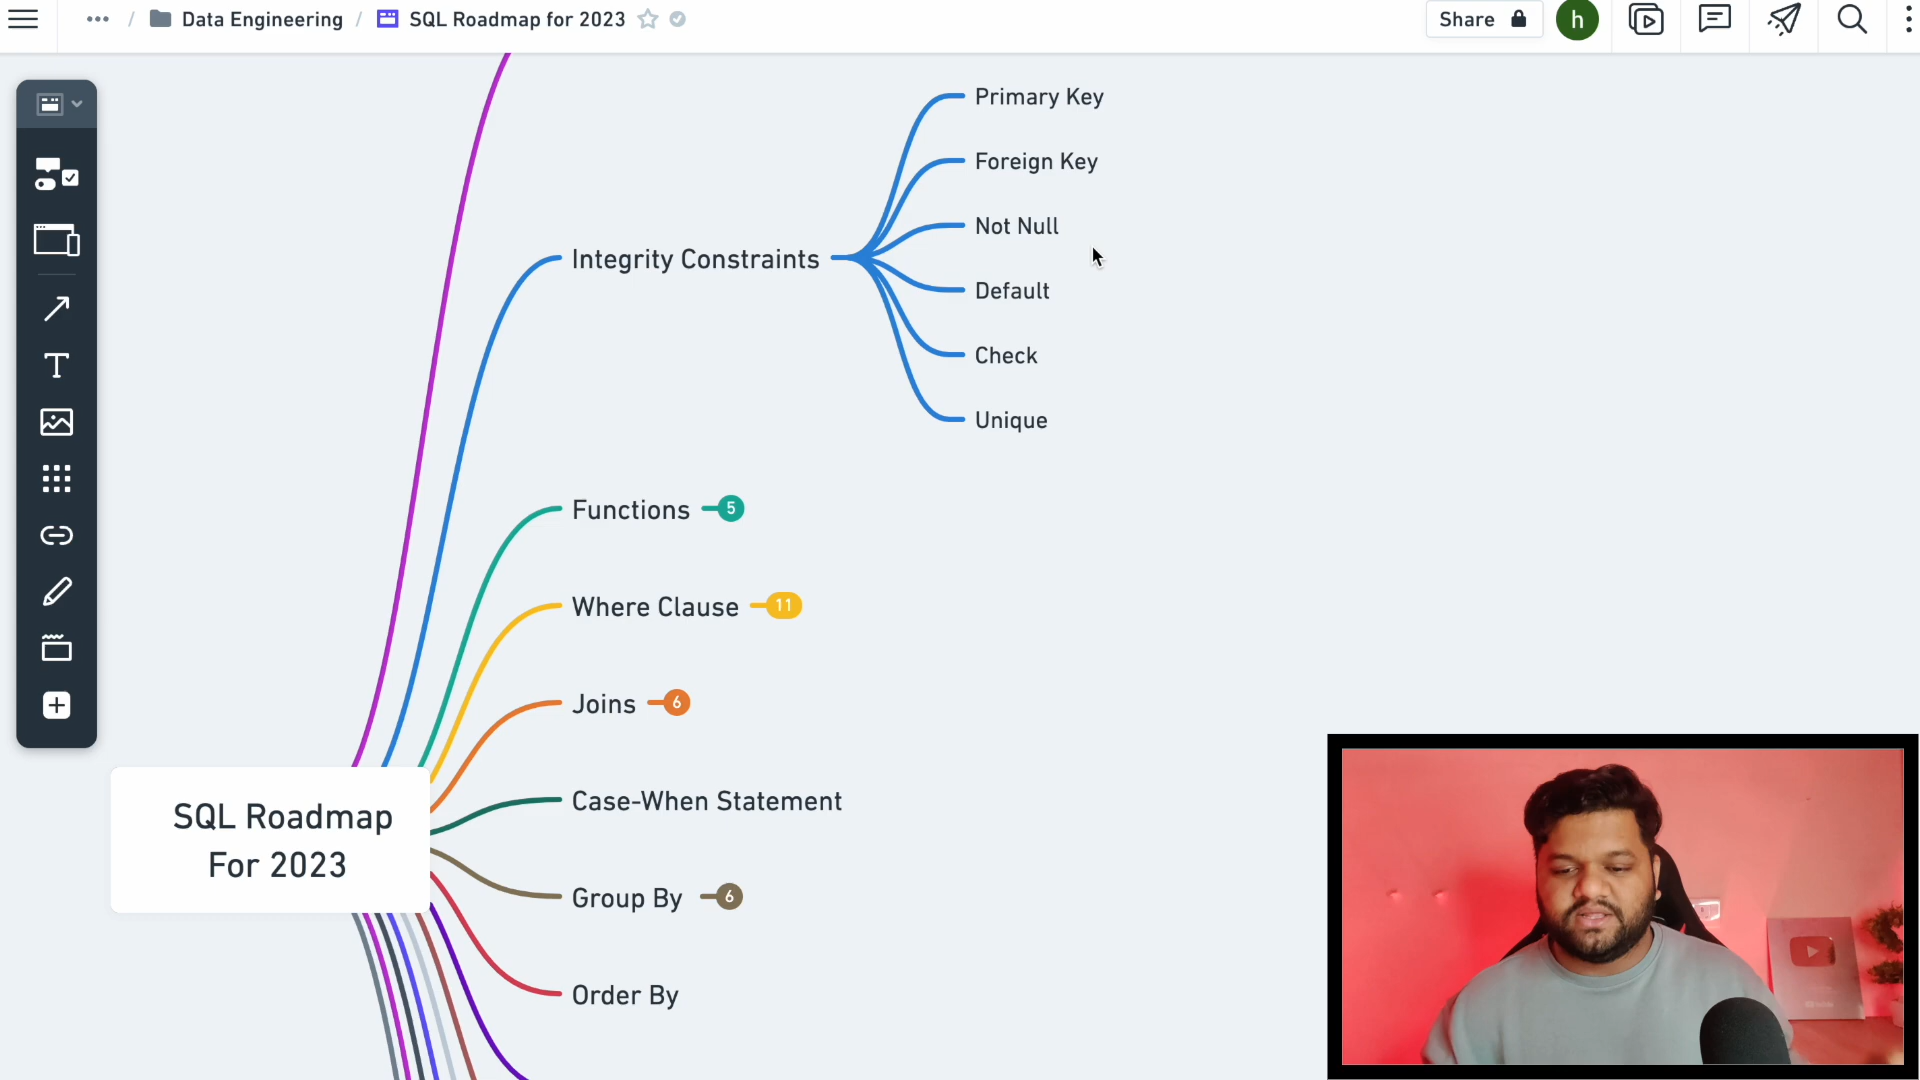 ... / Data Engineering / SQL Roadmap for 2023
Share
h
Primary Key
Foreign Key
Not Null
Integrity Constraints
Default
Check
Unique
Functions 5
Where Clause 11
Joins 6
Case-When Statement
SQL Roadmap
For 2023
Group By 6
Order By